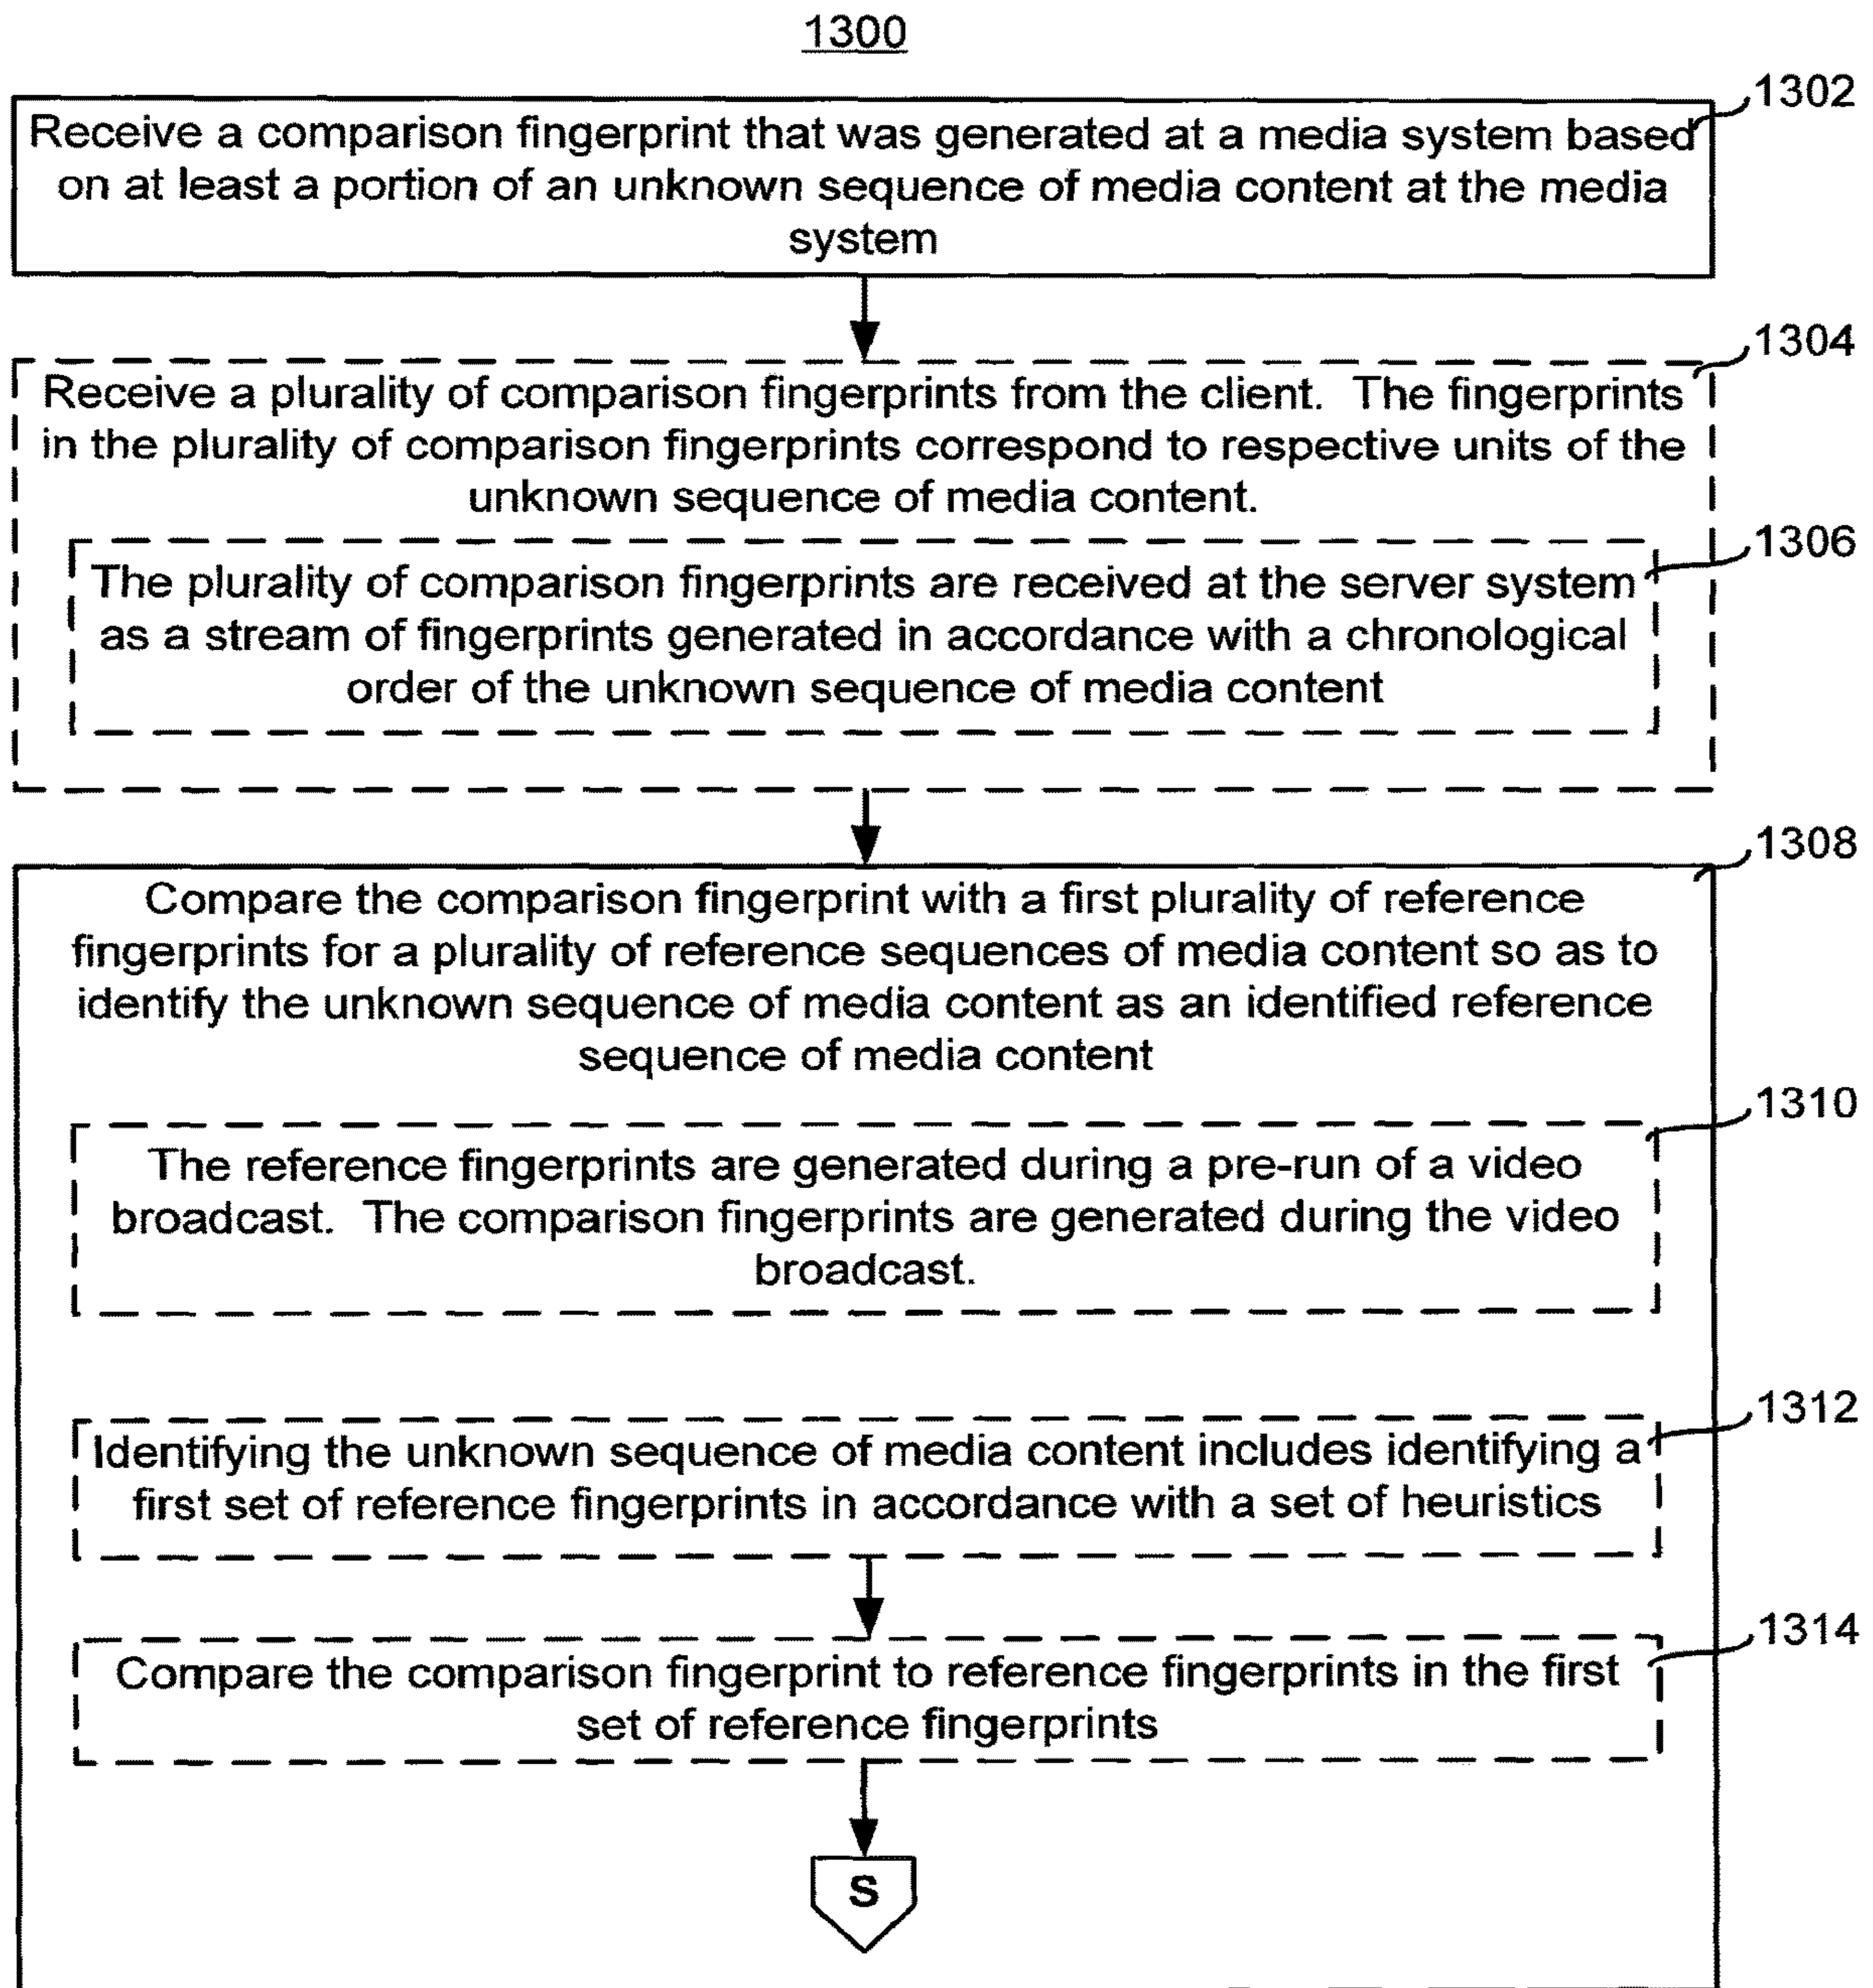 1300
1302
Receive a comparison fingerprint that was generated at a media system based
on at least a portion of an unknown sequence of media content at the media
system
1304
Receive a plurality of comparison fingerprints from the client.  The fingerprints
in the plurality of comparison fingerprints correspond to respective units of the
unknown sequence of media content.
1306
The plurality of comparison fingerprints are received at the server system
as a stream of fingerprints generated in accordance with a chronological
order of the unknown sequence of media content
1308
Compare the comparison fingerprint with a first plurality of reference
fingerprints for a plurality of reference sequences of media content so as to
identify the unknown sequence of media content as an identified reference
sequence of media content
1310
The reference fingerprints are generated during a pre-run of a video
broadcast.  The comparison fingerprints are generated during the video
broadcast.
1312
Identifying the unknown sequence of media content includes identifying a
first set of reference fingerprints in accordance with a set of heuristics
1314
Compare the comparison fingerprint to reference fingerprints in the first
set of reference fingerprints
S